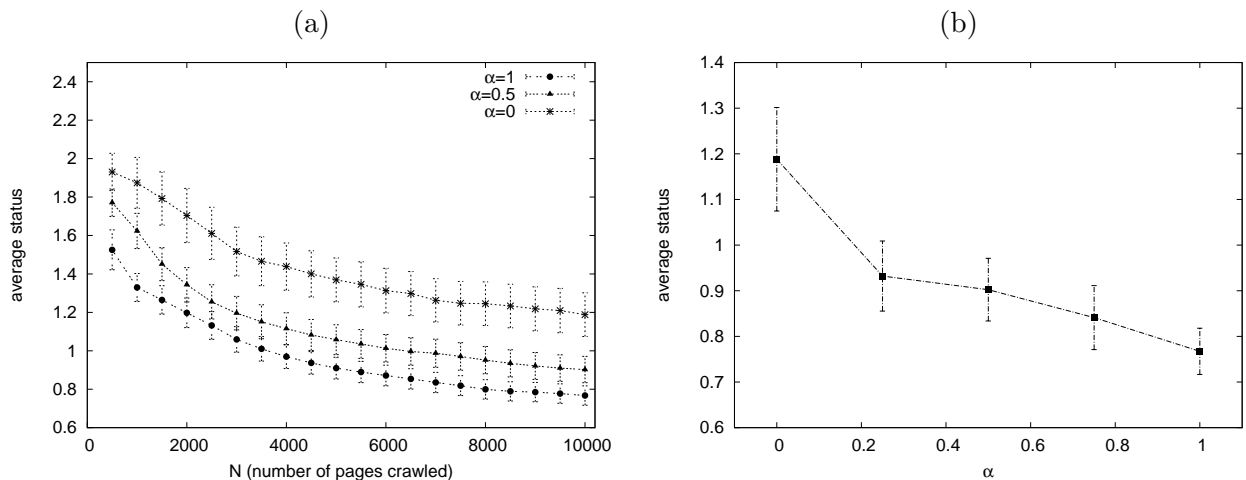 (a)
average status
2.4
2.2
2
1.8
1.6
1.4
1.2
1
0.8
0.6
α=1
α=0.5
α=0
0 2000 4000 6000 8000 10000
N (number of pages crawled)
(b)
average status
1.4
1.3
1.2
1.1
1
0.9
0.8
0.7
0.6
0 0.2 0.4 0.6 0.8 1
α